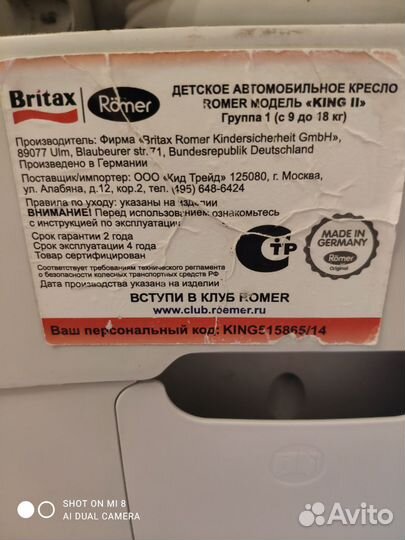 Britax Römer
ДЕТСКОЕ АВТОМОБИЛЬНОЕ КРЕСЛО
ROMER МОДЕЛЬ «KING II»
Группа 1 (с 9 до 18 кг)
Производитель: Фирма «Britax Romer Kindersicherheit GmbH»,
89077 Ulm, Blaubeurer str.71, Bundesrepublik Deutschland
Произведено в Германии
Поставщик/импортер: ООО «Кид Трейд» 125080, г. Москва,
ул. Алабяна, д.12, кор.2, тел. (495) 648-6424
Правила по уходу: указаны на изделии
ВНИМАНИЕ! Перед использованием ознакомьтесь
с инструкцией по эксплуатации
Срок гарантии 2 года
Срок эксплуатации 4 года
Товар сертифицирован
Соответствует требованиям технического регламента
о безопасности колесных транспортных средств РФ
Дата производства указана на изделии
СТР
MADE IN
GERMANY
Römer
Original
ВСТУПИ В КЛУБ ROMER
www.club.roemer.ru
Ваш персональный код: KING515865/14
SHOT ON MI 8
AI DUAL CAMERA
Avito